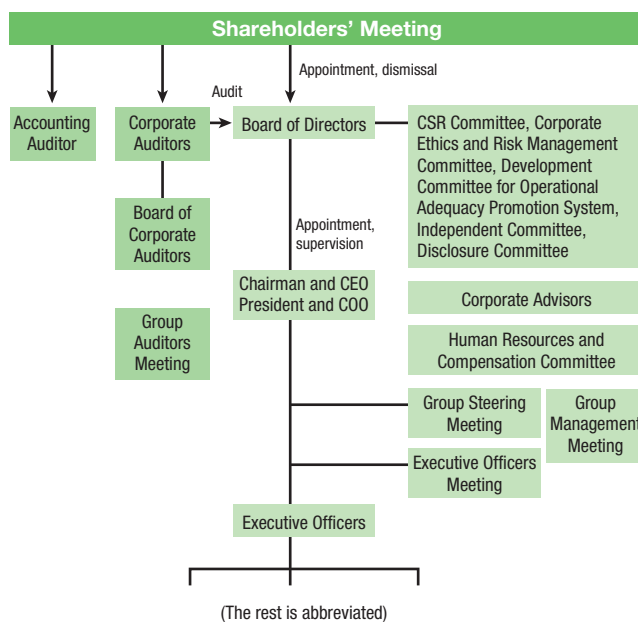 Shareholders' Meeting
Appointment, dismissal
Audit
Accounting
Auditor
Corporate
Auditors
Board of Directors
CSR Committee, Corporate
Ethics and Risk Management
Committee, Development
Committee for Operational
Adequacy Promotion System,
Independent Committee,
Disclosure Committee
Board of
Corporate
Auditors
Appointment,
supervision
Chairman and CEO
President and COO
Corporate Advisors
Group
Auditors
Meeting
Human Resources and
Compensation Committee
Group Steering
Meeting
Group
Management
Meeting
Executive Officers
Meeting
Executive Officers
(The rest is abbreviated)